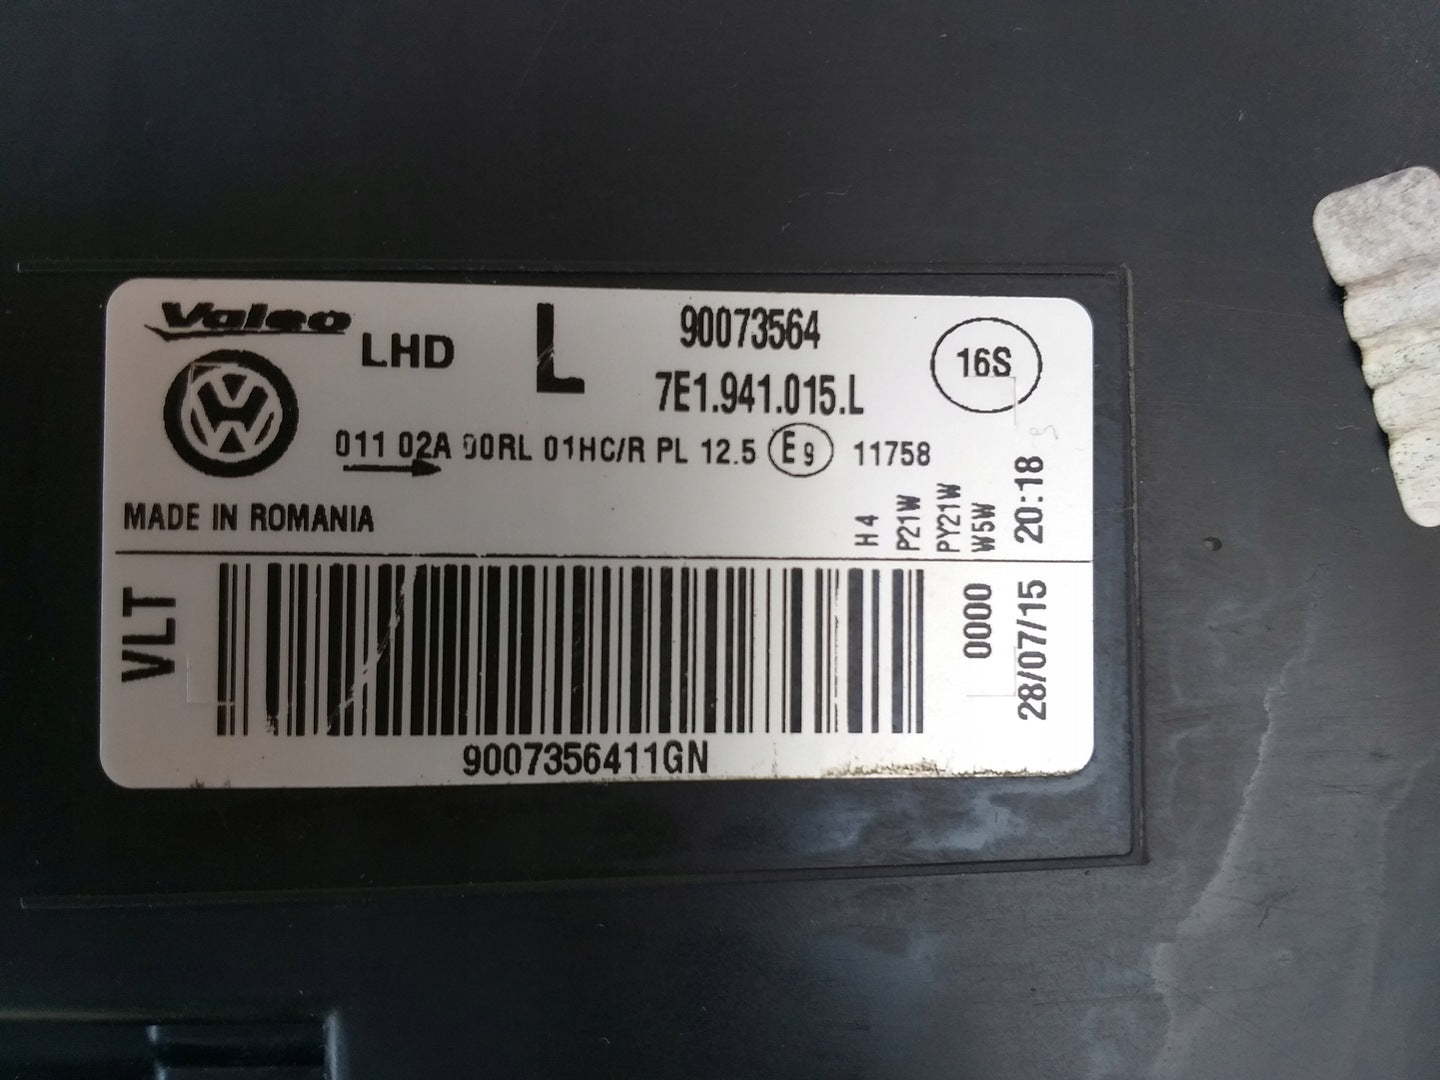 Valeo
LHD
L
90073564
7E1.941.015.L
16S
011 02A 00RL 01HC/R PL 12.5 E9 11758
MADE IN ROMANIA
H4
P21W
PY21W
W5W
20:18
VLT
0000
28/07/15
9007356411GN